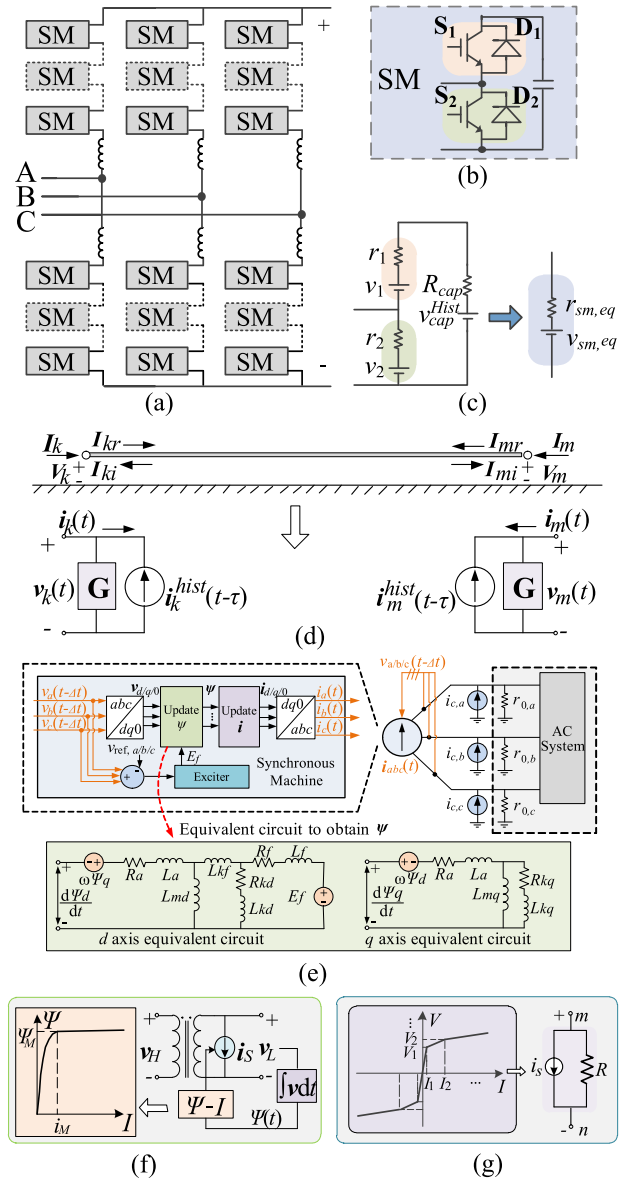 +
SM SM SM
SM SM SM
SM SM SM
A
B
C
SM SM SM
SM SM SM
SM SM SM
-
(a)
S1 D1
SM
S2 D2
(b)
r1
v1
Rcap
vcap^Hist
r2
v2
rsm,eq
vsm,eq
(c)
Ik Ikr Imr Im
Vk + - Iki Imi + - Vm
ik(t) im(t)
+ +
vk(t) G ik^hist(t-τ) im^hist(t-τ) G vm(t)
- -
(d)
va(t-Δt) vd/q/0 Ψ id/q/0 ia(t)
vb(t-Δt) abc dq0 Update Ψ Update i dq0 abc ib(t)
vc(t-Δt) ic(t)
vref, a/b/c Ef
+ - Exciter Synchronous Machine
va/b/c(t-Δt)
iabc(t)
ic,a r0,a
ic,b r0,b
ic,c r0,c
AC System
Equivalent circuit to obtain Ψ
- + ωΨq Ra La Lkf Rf Lf
+ dΨd/dt - Lmd Rkd Lkd Ef + -
d axis equivalent circuit
+ - ωΨd Ra La
+ dΨq/dt - Lmq Rkq Lkq
q axis equivalent circuit
(e)
Ψ
ΨM
iM I
+ +
vH iS vL
- -
Ψ-I Ψ(t) ∫vdt
(f)
V
V2
V1
I1 I2 ... I
+ m
is R
- n
(g)